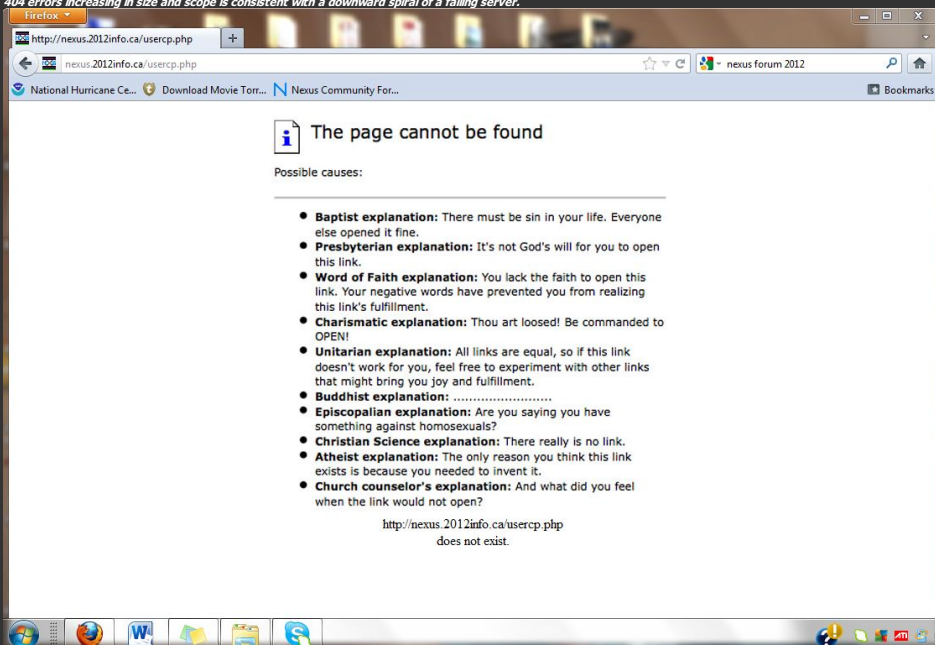 404 errors increasing in size and scope is consistent with a downward spiral of a failing server.
Firefox
http://nexus.2012info.ca/usercp.php
+
nexus.2012info.ca/usercp.php
nexus forum 2012
National Hurricane Ce...
Download Movie Torr...
Nexus Community For...
Bookmarks
The page cannot be found
Possible causes:
Baptist explanation: There must be sin in your life. Everyone
else opened it fine.
Presbyterian explanation: It's not God's will for you to open
this link.
Word of Faith explanation: You lack the faith to open this
link. Your negative words have prevented you from realizing
this link's fulfillment.
Charismatic explanation: Thou art loosed! Be commanded to
OPEN!
Unitarian explanation: All links are equal, so if this link
doesn't work for you, feel free to experiment with other links
that might bring you joy and fulfillment.
Buddhist explanation: .........................
Episcopalian explanation: Are you saying you have
something against homosexuals?
Christian Science explanation: There really is no link.
Atheist explanation: The only reason you think this link
exists is because you needed to invent it.
Church counselor's explanation: And what did you feel
when the link would not open?
http://nexus.2012info.ca/usercp.php
does not exist.
W
S
ATI